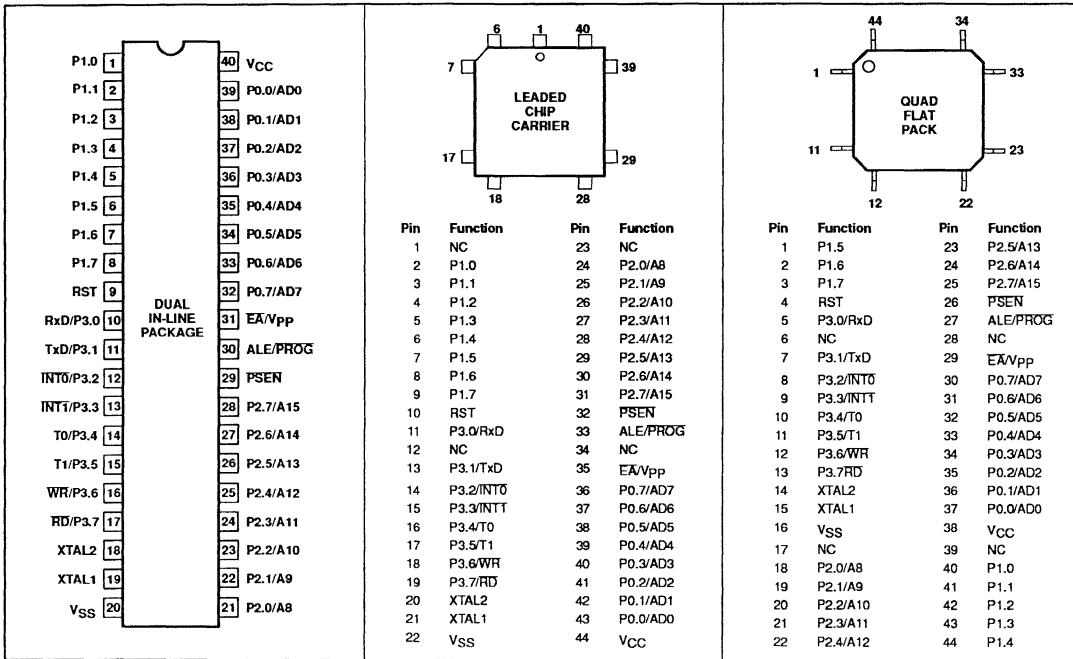 P1.0 1 40 VCC
P1.1 2 39 P0.0/AD0
P1.2 3 38 P0.1/AD1
P1.3 4 37 P0.2/AD2
P1.4 5 36 P0.3/AD3
P1.5 6 35 P0.4/AD4
P1.6 7 34 P0.5/AD5
P1.7 8 33 P0.6/AD6
RST 9 32 P0.7/AD7
DUAL
IN-LINE
PACKAGE
RxD/P3.0 10 31 EA/VPP
TxD/P3.1 11 30 ALE/PROG
INT0/P3.2 12 29 PSEN
INT1/P3.3 13 28 P2.7/A15
T0/P3.4 14 27 P2.6/A14
T1/P3.5 15 26 P2.5/A13
WR/P3.6 16 25 P2.4/A12
RD/P3.7 17 24 P2.3/A11
XTAL2 18 23 P2.2/A10
XTAL1 19 22 P2.1/A9
VSS 20 21 P2.0/A8
6 1 40
7 39
LEADED
CHIP
CARRIER
17 29
18 28
Pin Function Pin Function
1 NC 23 NC
2 P1.0 24 P2.0/A8
3 P1.1 25 P2.1/A9
4 P1.2 26 P2.2/A10
5 P1.3 27 P2.3/A11
6 P1.4 28 P2.4/A12
7 P1.5 29 P2.5/A13
8 P1.6 30 P2.6/A14
9 P1.7 31 P2.7/A15
10 RST 32 PSEN
11 P3.0/RxD 33 ALE/PROG
12 NC 34 NC
13 P3.1/TxD 35 EA/VPP
14 P3.2/INT0 36 P0.7/AD7
15 P3.3/INT1 37 P0.6/AD6
16 P3.4/T0 38 P0.5/AD5
17 P3.5/T1 39 P0.4/AD4
18 P3.6/WR 40 P0.3/AD3
19 P3.7/RD 41 P0.2/AD2
20 XTAL2 42 P0.1/AD1
21 XTAL1 43 P0.0/AD0
22 VSS 44 VCC
44 34
1 33
QUAD
FLAT
PACK
11 23
12 22
Pin Function Pin Function
1 P1.5 23 P2.5/A13
2 P1.6 24 P2.6/A14
3 P1.7 25 P2.7/A15
4 RST 26 PSEN
5 P3.0/RxD 27 ALE/PROG
6 NC 28 NC
7 P3.1/TxD 29 EA/VPP
8 P3.2/INT0 30 P0.7/AD7
9 P3.3/INT1 31 P0.6/AD6
10 P3.4/T0 32 P0.5/AD5
11 P3.5/T1 33 P0.4/AD4
12 P3.6/WR 34 P0.3/AD3
13 P3.7RD 35 P0.2/AD2
14 XTAL2 36 P0.1/AD1
15 XTAL1 37 P0.0/AD0
16 VSS 38 VCC
17 NC 39 NC
18 P2.0/A8 40 P1.0
19 P2.1/A9 41 P1.1
20 P2.2/A10 42 P1.2
21 P2.3/A11 43 P1.3
22 P2.4/A12 44 P1.4